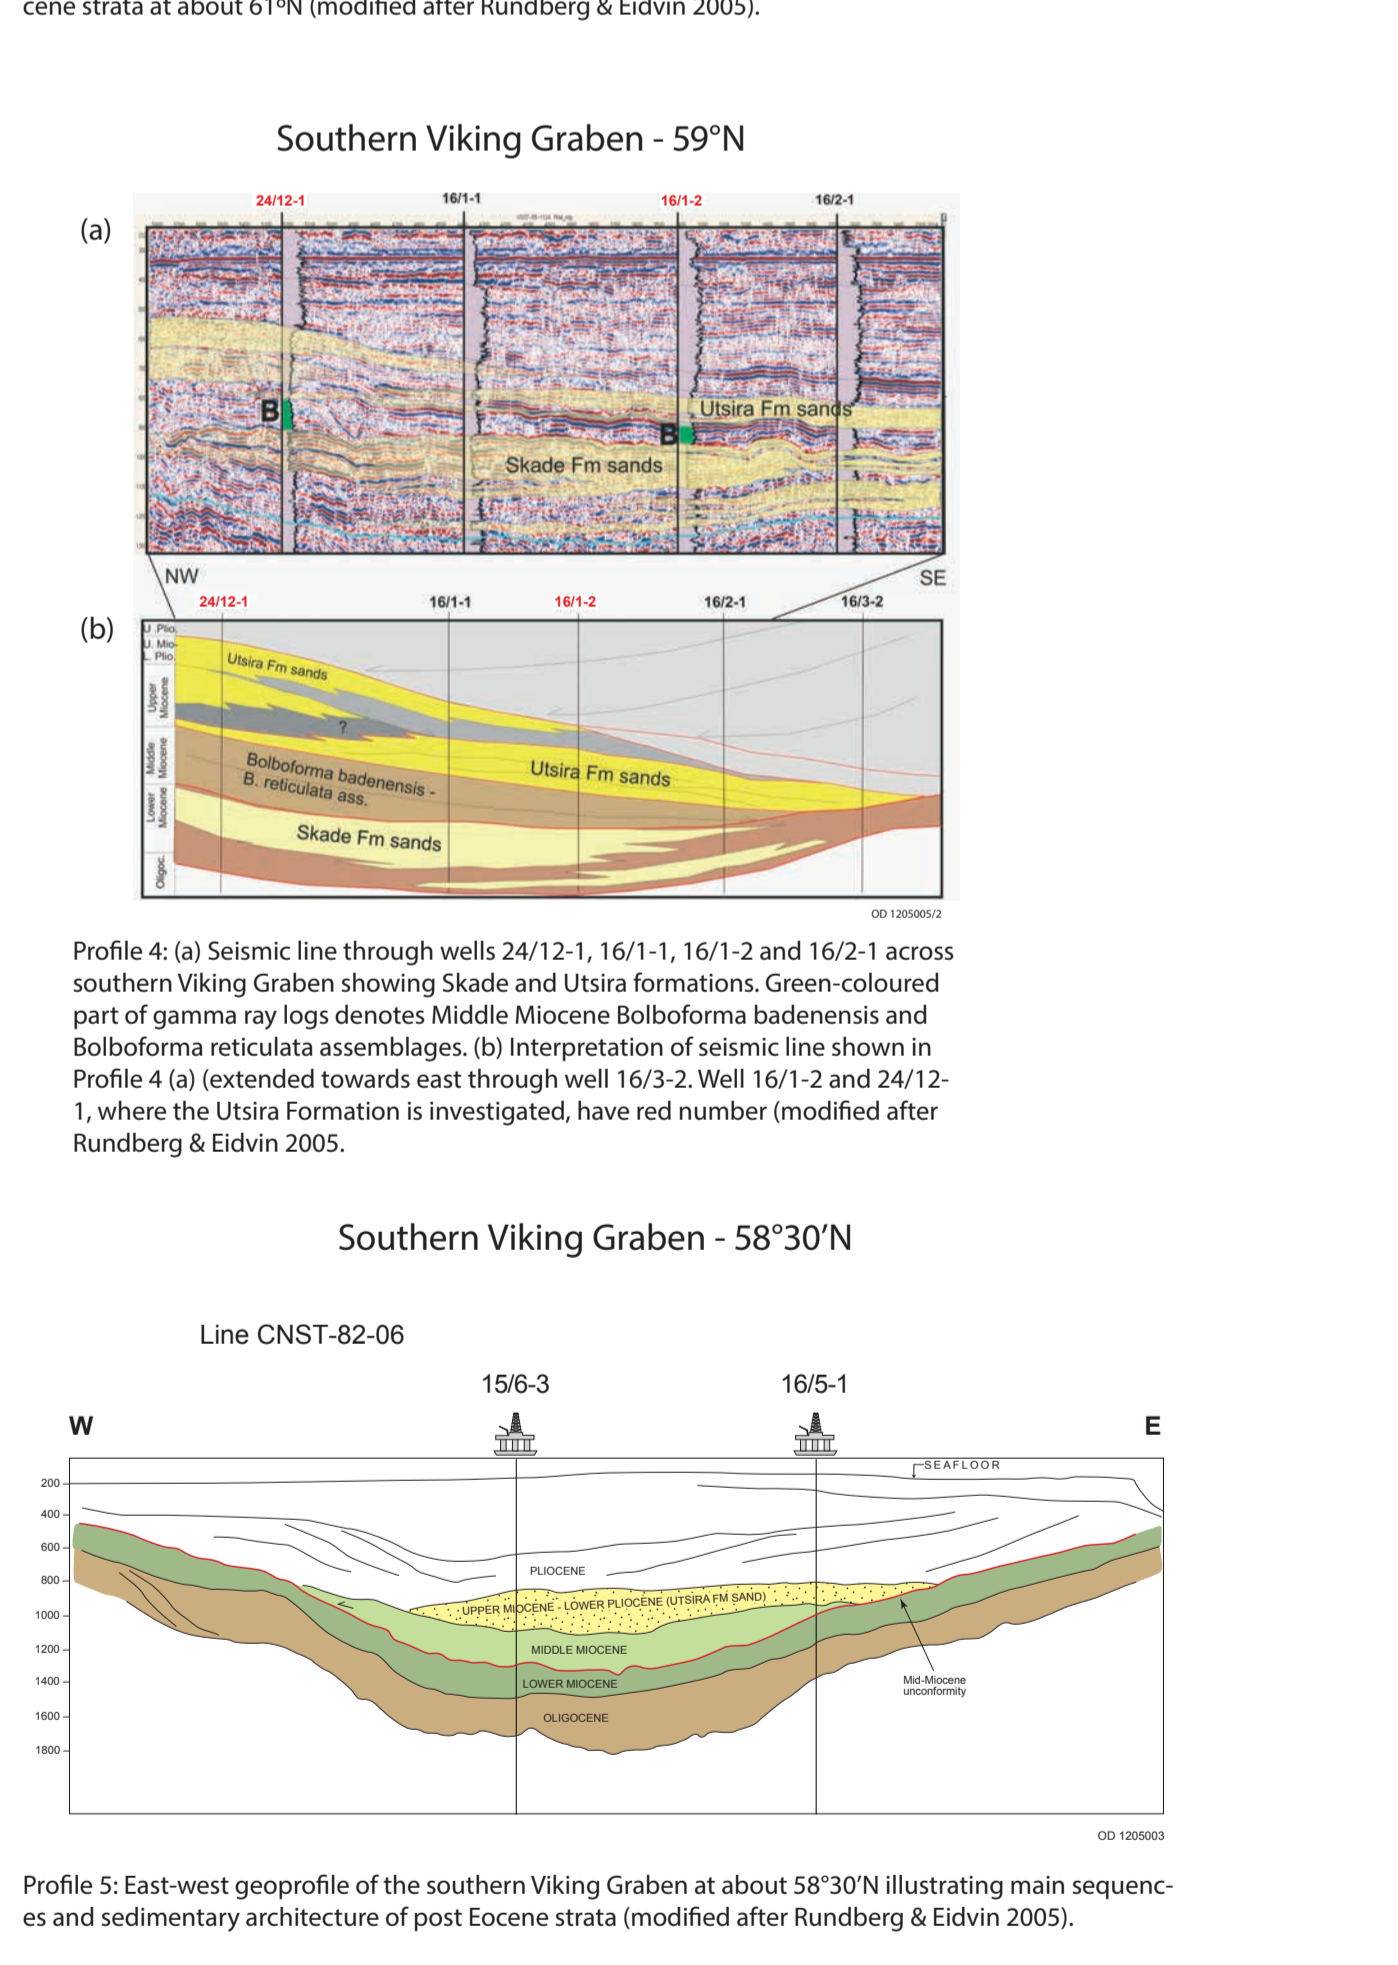 cene strata at about 61°N (modified after Rundberg & Eidvin 2005).
Southern Viking Graben - 59°N
(a)
24/12-1
16/1-1
16/1-2
16/2-1
B
B
Utsira Fm sands
Skade Fm sands
NW
SE
(b)
24/12-1
16/1-1
16/1-2
16/2-1
16/3-2
U .Plio.
U. Mio-
L. Plio.
Upper
Miocene
Middle
Miocene
Lower
Miocene
Oligoc.
Utsira Fm sands
?
Bolboforma badenensis -
B. reticulata ass.
Utsira Fm sands
Skade Fm sands
OD 1205005/2
Profile 4: (a) Seismic line through wells 24/12-1, 16/1-1, 16/1-2 and 16/2-1 across
southern Viking Graben showing Skade and Utsira formations. Green-coloured
part of gamma ray logs denotes Middle Miocene Bolboforma badenensis and
Bolboforma reticulata assemblages. (b) Interpretation of seismic line shown in
Profile 4 (a) (extended towards east through well 16/3-2. Well 16/1-2 and 24/12-
1, where the Utsira Formation is investigated, have red number (modified after
Rundberg & Eidvin 2005.
Southern Viking Graben - 58°30′N
Line CNST-82-06
15/6-3
16/5-1
W
E
SEAFLOOR
200
400
600
800
1000
1200
1400
1600
1800
PLIOCENE
UPPER MIOCENE - LOWER PLIOCENE (UTSIRA FM SAND)
MIDDLE MIOCENE
LOWER MIOCENE
OLIGOCENE
Mid-Miocene
unconformity
OD 1205003
Profile 5: East-west geoprofile of the southern Viking Graben at about 58°30′N illustrating main sequenc-
es and sedimentary architecture of post Eocene strata (modified after Rundberg & Eidvin 2005).